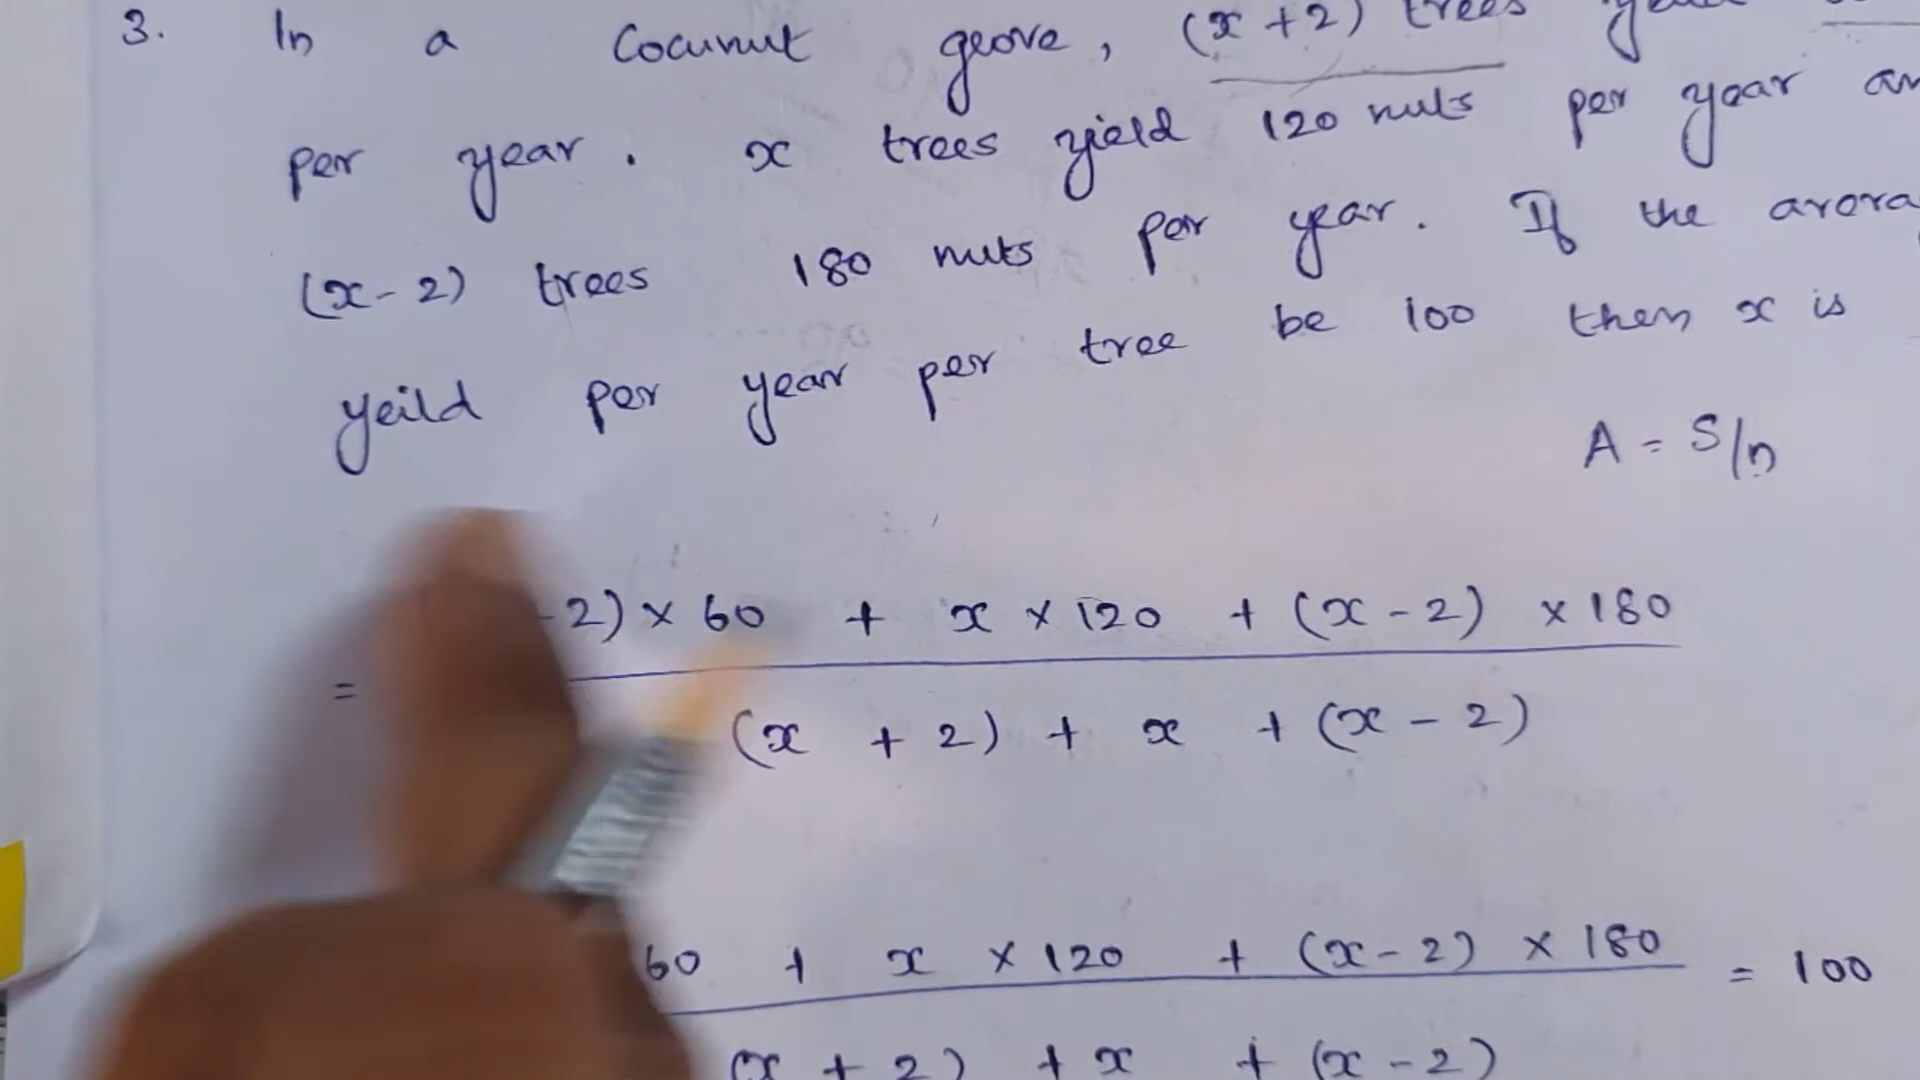 3. In a Cocunut grove, (x + 2) trees
per year. x trees yield 120 nuts per year
(x - 2) trees 180 nuts per year. If the
yeild per year per tree be 100 then x is
A = S/n
= - 2) × 60 + x × 120 + (x - 2) × 180
(x + 2) + x + (x - 2)
60 + x × 120 + (x - 2) × 180 = 100
(x + 2) + x + (x - 2)